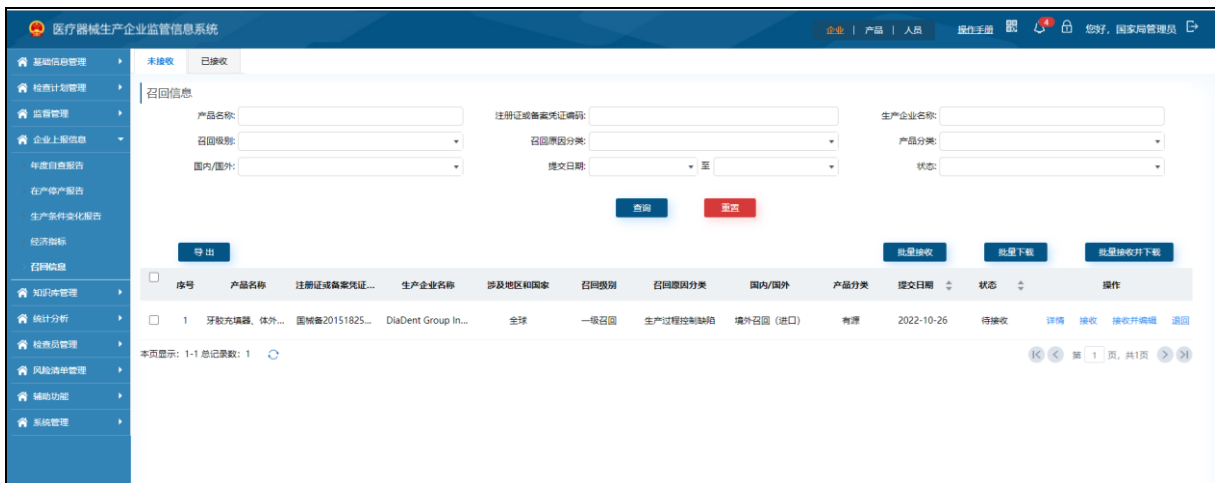 医疗器械生产企业监管信息系统
企业 | 产品 | 人员 操作手册 4 您好，国家局管理员
基础信息管理
检查计划管理
监督管理
企业上报信息
年度自查报告
在产停产报告
生产条件变化报告
经济指标
召回信息
知识库管理
统计分析
检查员管理
风险清单管理
辅助功能
系统管理
未接收 已接收
召回信息
产品名称: 注册证或备案凭证编码: 生产企业名称:
召回级别: 召回原因分类: 产品分类:
国内/国外: 提交日期: 至 状态:
查询 重置
导出 批量接收 批量下载 批量接收并下载
序号 产品名称 注册证或备案凭证... 生产企业名称 涉及地区和国家 召回级别 召回原因分类 国内/国外 产品分类 提交日期 状态 操作
1 牙胶充填器、体外... 国械备20151825... DiaDent Group In... 全球 一级召回 生产过程控制缺陷 境外召回（进口） 有源 2022-10-26 待接收 详情 接收 接收并编辑 退回
本页显示: 1-1 总记录数: 1 第 1 页, 共1页